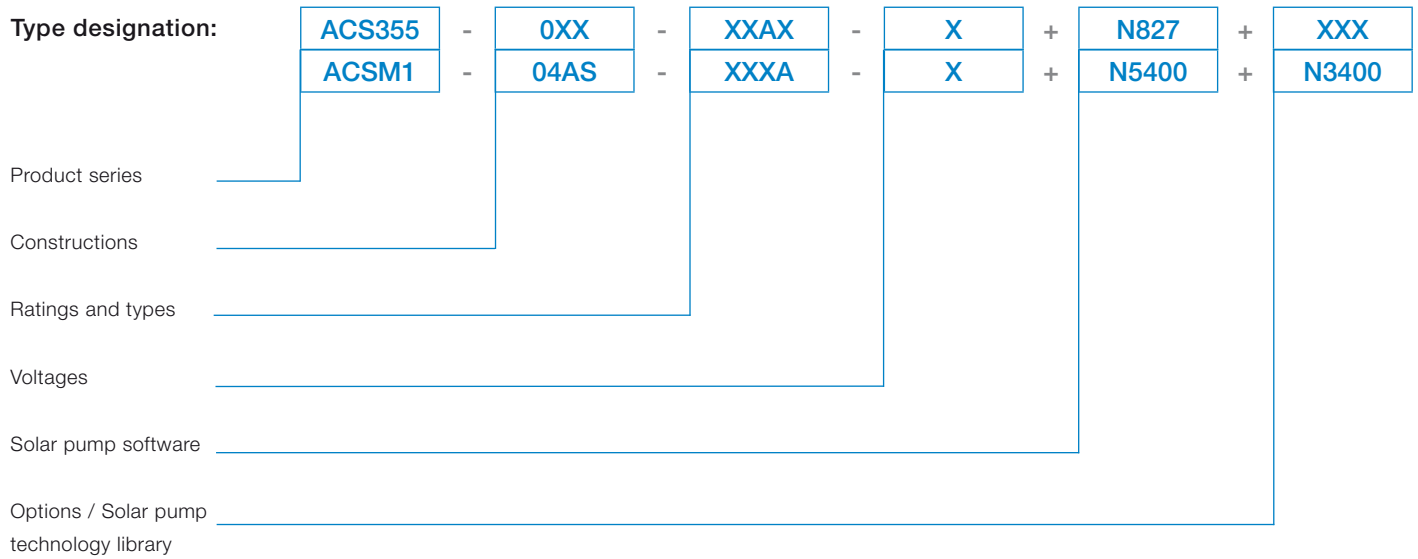 Type designation: ACS355 - 0XX - XXAX - X + N827 + XXX
ACSM1 - 04AS - XXXA - X + N5400 + N3400
Product series
Constructions
Ratings and types
Voltages
Solar pump software
Options / Solar pump
technology library